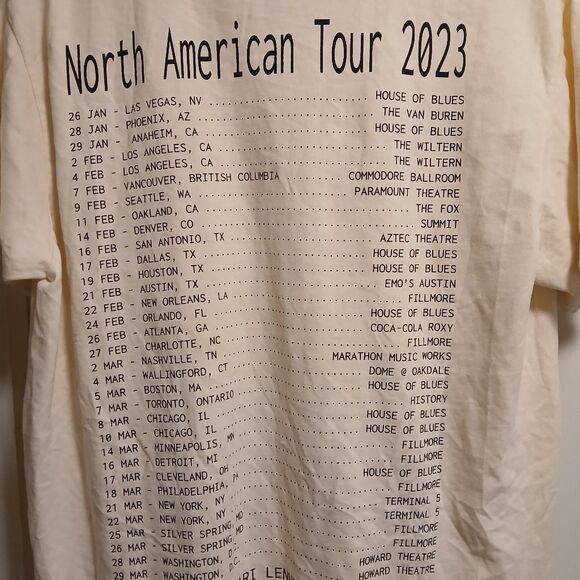 North American Tour 2023
26 JAN - LAS VEGAS, NV ........................ HOUSE OF BLUES
28 JAN - PHOENIX, AZ ........................ THE VAN BUREN
29 JAN - ANAHEIM, CA ........................ HOUSE OF BLUES
2 FEB - LOS ANGELES, CA ........................ THE WILTERN
4 FEB - LOS ANGELES, CA ........................ THE WILTERN
7 FEB - VANCOUVER, BRITISH COLUMBIA ............ COMMODORE BALLROOM
9 FEB - SEATTLE, WA ........................ PARAMOUNT THEATRE
11 FEB - OAKLAND, CA ........................ THE FOX
14 FEB - DENVER, CO ........................ SUMMIT
16 FEB - SAN ANTONIO, TX ........................ AZTEC THEATRE
17 FEB - DALLAS, TX ........................ HOUSE OF BLUES
19 FEB - HOUSTON, TX ........................ HOUSE OF BLUES
21 FEB - AUSTIN, TX ........................ EMO'S AUSTIN
22 FEB - NEW ORLEANS, LA ........................ FILLMORE
24 FEB - ORLANDO, FL ........................ HOUSE OF BLUES
26 FEB - ATLANTA, GA ........................ COCA-COLA ROXY
27 FEB - CHARLOTTE, NC ........................ FILLMORE
2 MAR - NASHVILLE, TN ........................ MARATHON MUSIC WORKS
4 MAR - WALLINGFORD, CT ........................ DOME @ OAKDALE
5 MAR - BOSTON, MA ........................ HOUSE OF BLUES
7 MAR - TORONTO, ONTARIO ........................ HISTORY
8 MAR - CHICAGO, IL ........................ HOUSE OF BLUES
10 MAR - CHICAGO, IL ........................ HOUSE OF BLUES
14 MAR - MINNEAPOLIS, MN ........................ FILLMORE
16 MAR - DETROIT, MI ........................ FILLMORE
17 MAR - CLEVELAND, OH ........................ HOUSE OF BLUES
18 MAR - PHILADELPHIA, PA ........................ FILLMORE
21 MAR - NEW YORK, NY ........................ TERMINAL 5
22 MAR - NEW YORK, NY ........................ TERMINAL 5
25 MAR - SILVER SPRING, MD ........................ FILLMORE
26 MAR - SILVER SPRING, MD ........................ FILLMORE
28 MAR - WASHINGTON, D.C. ........................ HOWARD THEATRE
29 MAR - WASHINGTON, D.C. ........................ HOWARD THEATRE